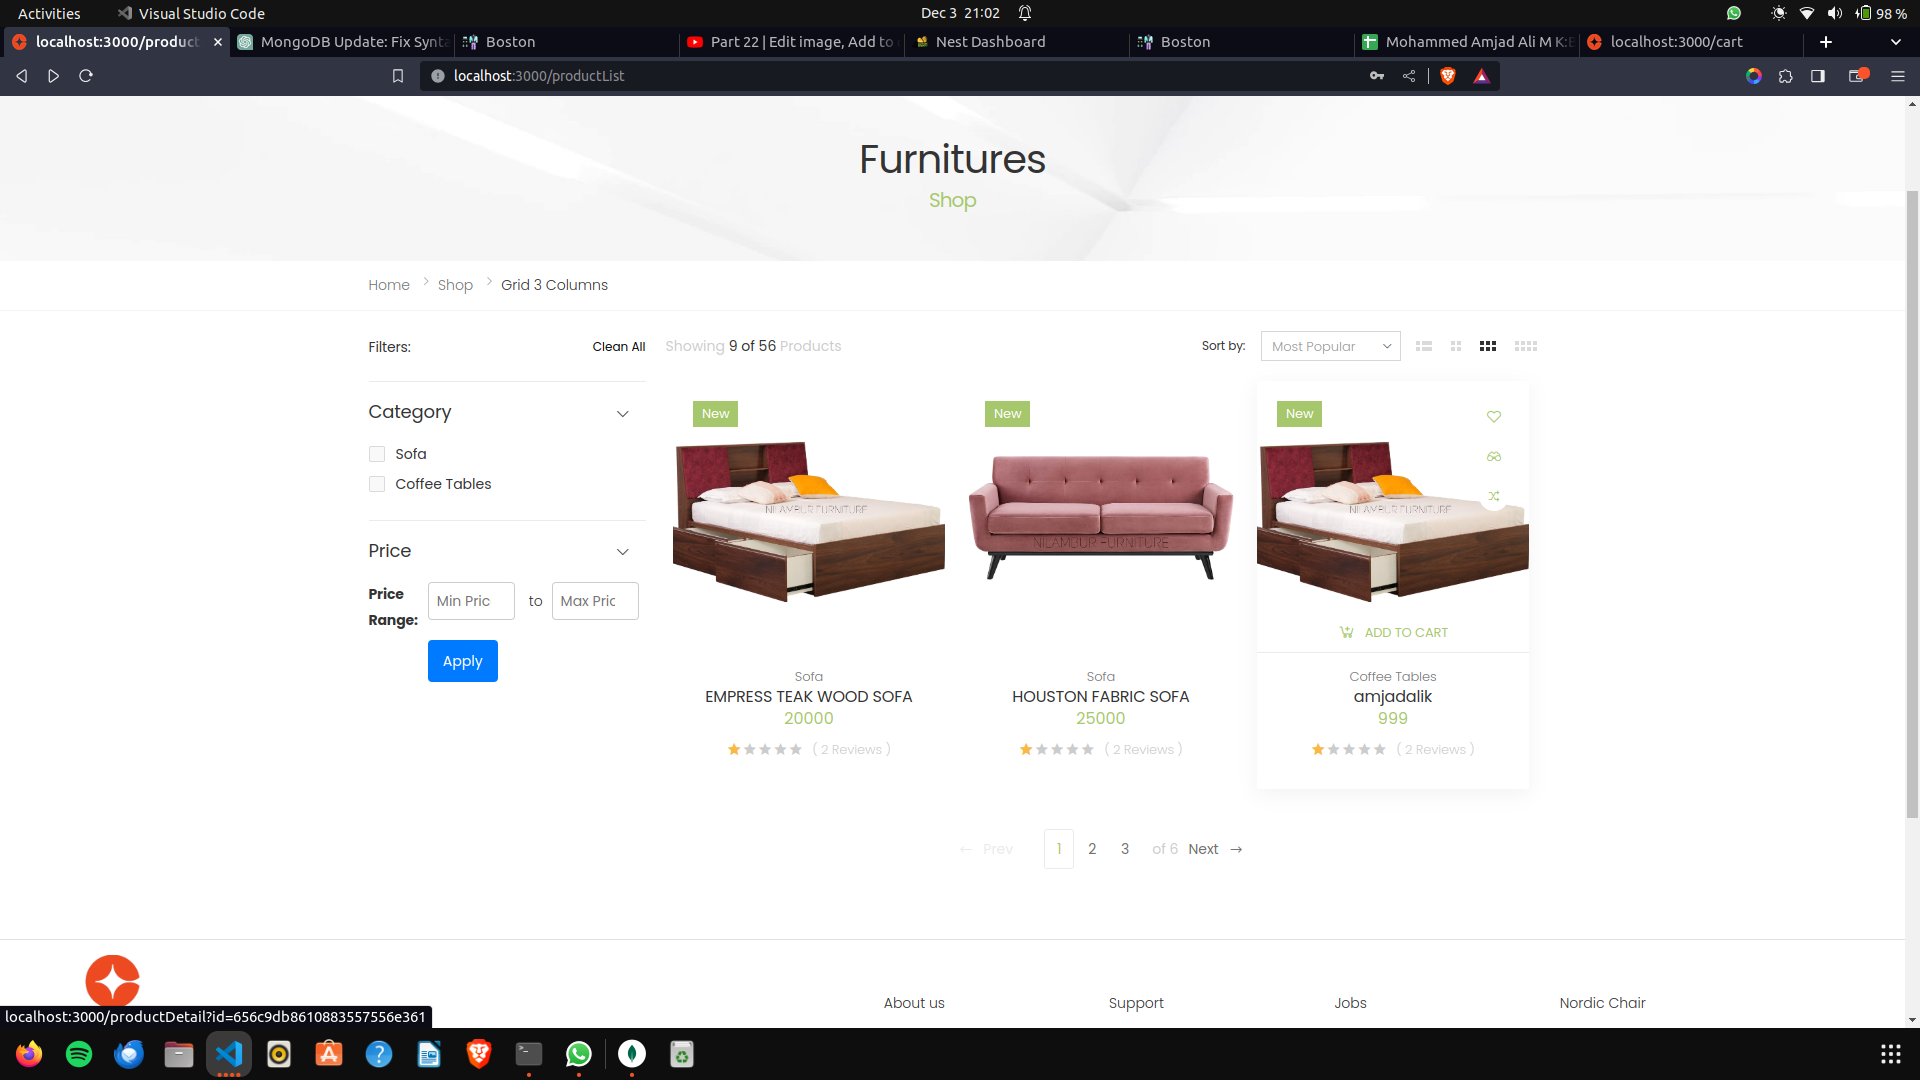 Activities
Visual Studio Code
Dec 3 21:02
98 %
localhost:3000/product
MongoDB Update: Fix Synta
Boston
Part 22 | Edit image, Add to
Nest Dashboard
Boston
Mohammed Amjad Ali M K:
localhost:3000/cart
localhost:3000/productList
Furnitures
Shop
Home
Shop
Grid 3 Columns
Filters:
Clean All
Showing 9 of 56 Products
Sort by:
Most Popular
Category
Sofa
Coffee Tables
Price
Price Range:
Min Pric
to
Max Pric
Apply
New
NILAMBUR FURNITURE
Sofa
EMPRESS TEAK WOOD SOFA
20000
( 2 Reviews )
New
NILAMBUR FURNITURE
Sofa
HOUSTON FABRIC SOFA
25000
( 2 Reviews )
New
NILAMBUR FURNITURE
ADD TO CART
Coffee Tables
amjadalik
999
( 2 Reviews )
← Prev
1
2
3
of 6
Next →
About us
Support
Jobs
Nordic Chair
localhost:3000/productDetail?id=656c9db8610883557556e361